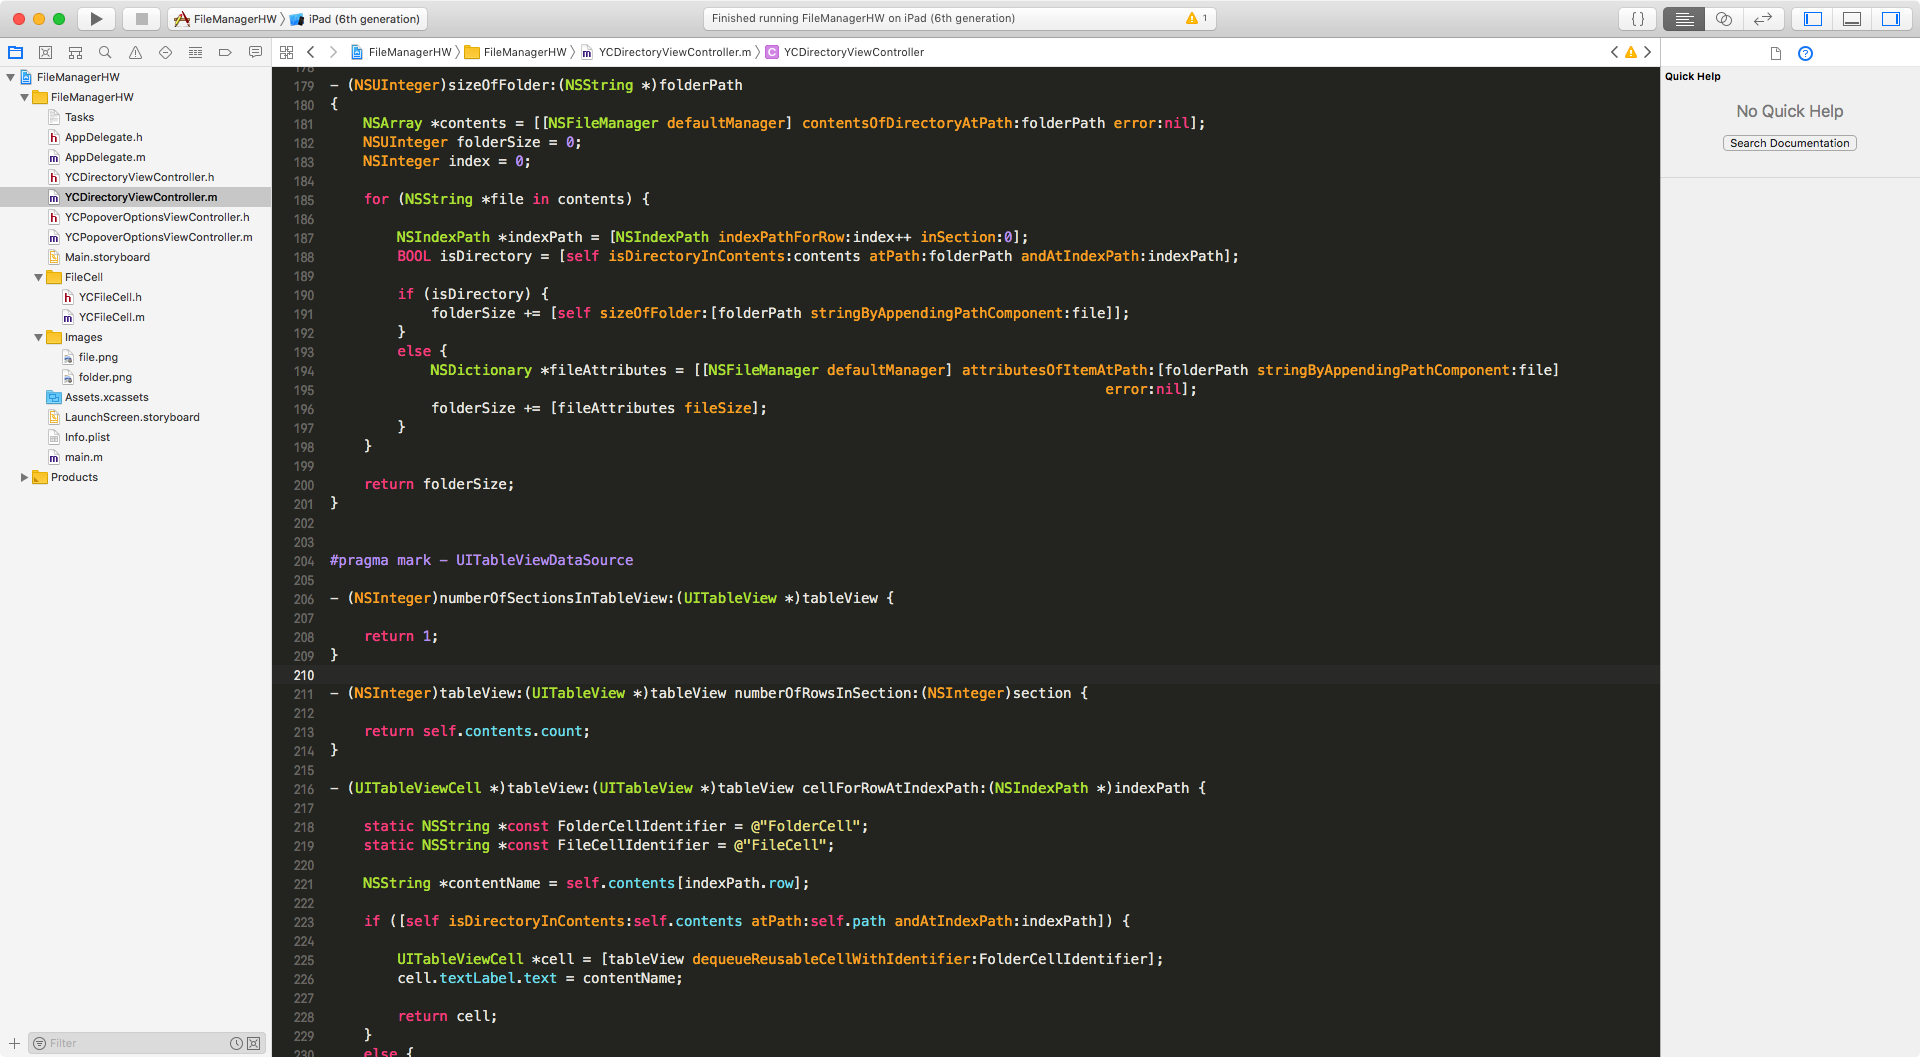 FileManagerHW iPad (6th generation)
Finished running FileManagerHW on iPad (6th generation) 1
{}
FileManagerHW FileManagerHW YCDirectoryViewController.m C YCDirectoryViewController
FileManagerHW
FileManagerHW
Tasks
h AppDelegate.h
m AppDelegate.m
h YCDirectoryViewController.h
m YCDirectoryViewController.m
h YCPopoverOptionsViewController.h
m YCPopoverOptionsViewController.m
Main.storyboard
FileCell
h YCFileCell.h
m YCFileCell.m
Images
file.png
folder.png
Assets.xcassets
LaunchScreen.storyboard
Info.plist
m main.m
Products
Filter
178
179 - (NSUInteger)sizeOfFolder:(NSString *)folderPath
180 {
181 NSArray *contents = [[NSFileManager defaultManager] contentsOfDirectoryAtPath:folderPath error:nil];
182 NSUInteger folderSize = 0;
183 NSInteger index = 0;
184
185 for (NSString *file in contents) {
186
187 NSIndexPath *indexPath = [NSIndexPath indexPathForRow:index++ inSection:0];
188 BOOL isDirectory = [self isDirectoryInContents:contents atPath:folderPath andAtIndexPath:indexPath];
189
190 if (isDirectory) {
191 folderSize += [self sizeOfFolder:[folderPath stringByAppendingPathComponent:file]];
192 }
193 else {
194 NSDictionary *fileAttributes = [[NSFileManager defaultManager] attributesOfItemAtPath:[folderPath stringByAppendingPathComponent:file]
195 error:nil];
196 folderSize += [fileAttributes fileSize];
197 }
198 }
199
200 return folderSize;
201 }
202
203
204 #pragma mark - UITableViewDataSource
205
206 - (NSInteger)numberOfSectionsInTableView:(UITableView *)tableView {
207
208 return 1;
209 }
210
211 - (NSInteger)tableView:(UITableView *)tableView numberOfRowsInSection:(NSInteger)section {
212
213 return self.contents.count;
214 }
215
216 - (UITableViewCell *)tableView:(UITableView *)tableView cellForRowAtIndexPath:(NSIndexPath *)indexPath {
217
218 static NSString *const FolderCellIdentifier = @"FolderCell";
219 static NSString *const FileCellIdentifier = @"FileCell";
220
221 NSString *contentName = self.contents[indexPath.row];
222
223 if ([self isDirectoryInContents:self.contents atPath:self.path andAtIndexPath:indexPath]) {
224
225 UITableViewCell *cell = [tableView dequeueReusableCellWithIdentifier:FolderCellIdentifier];
226 cell.textLabel.text = contentName;
227
228 return cell;
229 }
230 else {
Quick Help
No Quick Help
Search Documentation